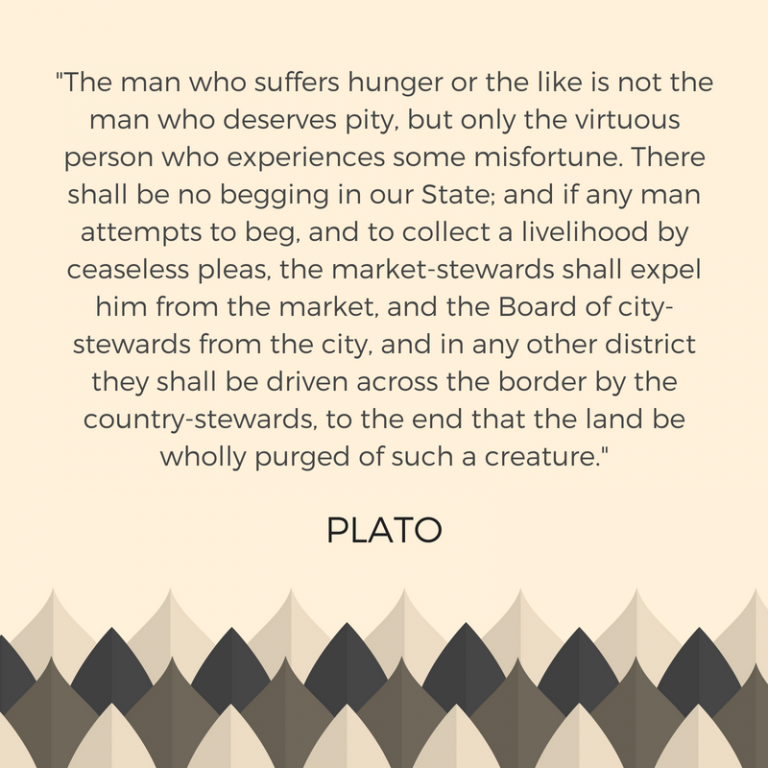 "The man who suffers hunger or the like is not the
man who deserves pity, but only the virtuous
person who experiences some misfortune. There
shall be no begging in our State; and if any man
attempts to beg, and to collect a livelihood by
ceaseless pleas, the market-stewards shall expel
him from the market, and the Board of city-
stewards from the city, and in any other district
they shall be driven across the border by the
country-stewards, to the end that the land be
wholly purged of such a creature."
PLATO